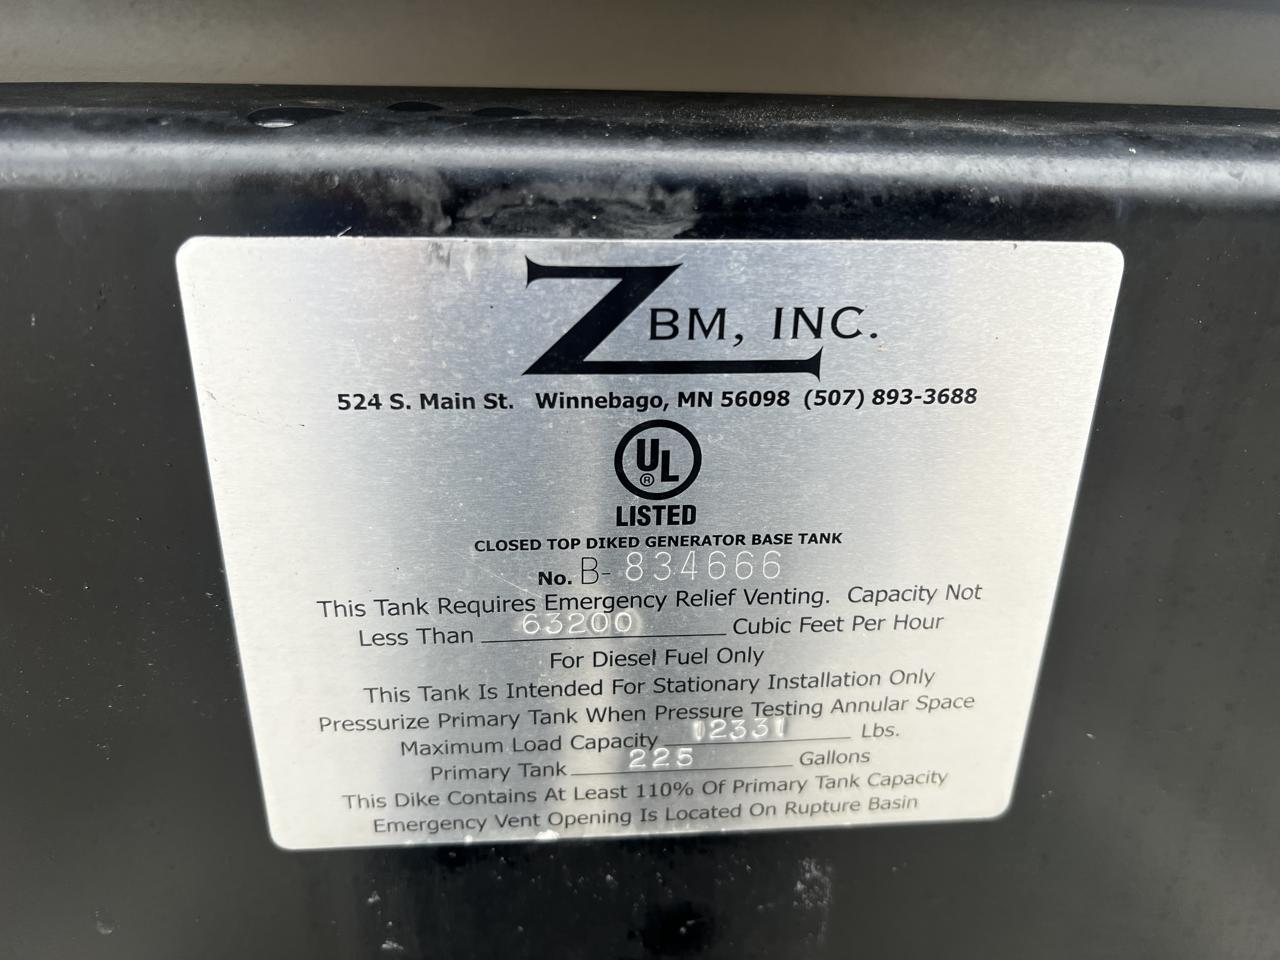 ZBM, INC.
524 S. Main St. Winnebago, MN 56098 (507) 893-3688
UL
®
LISTED
CLOSED TOP DIKED GENERATOR BASE TANK
No. B- 834666
This Tank Requires Emergency Relief Venting. Capacity Not
Less Than 63200 Cubic Feet Per Hour
For Diesel Fuel Only
This Tank Is Intended For Stationary Installation Only
Pressurize Primary Tank When Pressure Testing Annular Space
Maximum Load Capacity 12331 Lbs.
Primary Tank 225 Gallons
This Dike Contains At Least 110% Of Primary Tank Capacity
Emergency Vent Opening Is Located On Rupture Basin